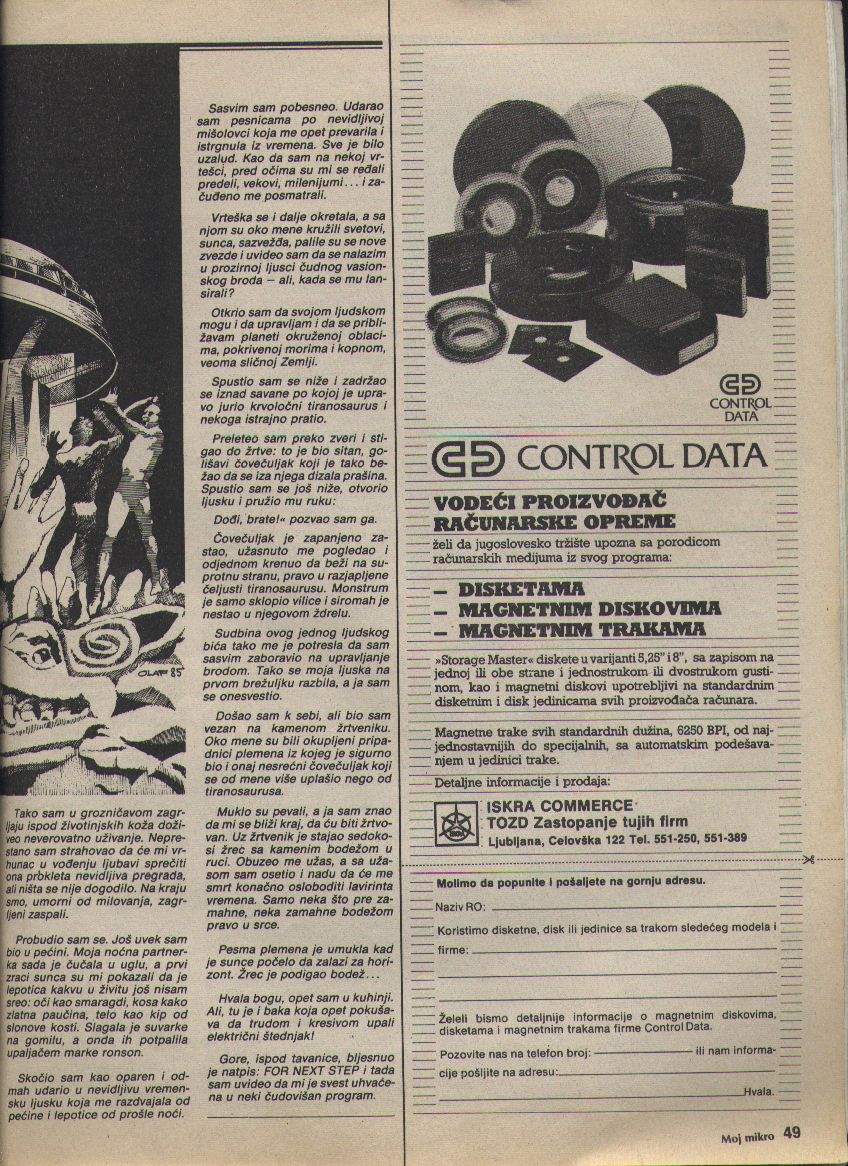 OLAF 85
Tako sam u grozničavom zagr-
ljaju ispod životinjskih koža doži-
veo neverovatno uživanje. Nepre-
stano sam strahovao da će mi vr-
hunac u vođenju ljubavi sprečiti
ona prokleta nevidljiva pregrada,
ali ništa se nije dogodilo. Na kraju
smo, umorni od milovanja, zagr-
ljeni zaspali.
Probudio sam se. Još uvek sam
bio u pećini. Moja noćna partner-
ka sada je čučala u uglu, a prvi
zraci sunca su mi pokazali da je
lepotica kakvu u živitu još nisam
sreo: oči kao smaragdi, kosa kako
zlatna paučina, telo kao kip od
slonove kosti. Slagala je suvarke
na gomilu, a onda ih potpalila
upaljačem marke ronson.
Skočio sam kao oparen i od-
mah udario u nevidljivu vremen-
sku ljusku koja me razdvajala od
pećine i lepotice od prošle noći.
Sasvim sam pobesneo. Udarao
sam pesnicama po nevidljivoj
mišolovci koja me opet prevarila i
istrgnula iz vremena. Sve je bilo
uzalud. Kao da sam na nekoj vr-
tešci, pred očima su mi se ređali
predeli, vekovi, milenijumi... i za-
čuđeno me posmatrali.
Vrteška se i dalje okretala, a sa
njom su oko mene kružili svetovi,
sunca, sazvežđa, palile su se nove
zvezde i uvideo sam da se nalazim
u prozirnoj ljusci čudnog vasion-
skog broda – ali, kada se mu lan-
sirali?
Otkrio sam da svojom ljudskom
mogu i da upravljam i da se pribli-
žavam planeti okruženoj oblaci-
ma, pokrivenoj morima i kopnom,
veoma sličnoj Zemlji.
Spustio sam se niže i zadržao
se iznad savane po kojoj je upra-
vo jurio krvoločni tiranosaurus i
nekoga istrajno pratio.
Preleteo sam preko zveri i sti-
gao do žrtve: to je bio sitan, go-
lišavi čovečuljak koji je tako be-
žao da se iza njega dizala prašina.
Spustio sam se još niže, otvorio
ljusku i pružio mu ruku:
Dođi, brate!« pozvao sam ga.
Čovečuljak je zapanjeno za-
stao, užasnuto me pogledao i
odjednom krenuo da beži na su-
protnu stranu, pravo u razjapljene
čeljusti tiranosaurusu. Monstrum
je samo sklopio vilice i siromah je
nestao u njegovom ždrelu.
Sudbina ovog jednog ljudskog
bića tako me je potresla da sam
sasvim zaboravio na upravljanje
brodom. Tako se moja ljuska na
prvom brežuljku razbila, a ja sam
se onesvestio.
Došao sam k sebi, ali bio sam
vezan na kamenom žrtveniku.
Oko mene su bili okupljeni pripa-
dnici plemena iz kojeg je sigurno
bio i onaj nesrećni čovečuljak koji
se od mene više uplašio nego od
tiranosaurusa.
Muklo su pevali, a ja sam znao
da mi se bliži kraj, da ću biti žrtvo-
van. Uz žrtvenik je stajao sedoko-
si žrec sa kamenim bodežom u
ruci. Obuzeo me užas, a sa uža-
som sam osetio i nadu da će me
smrt konačno osloboditi lavirinta
vremena. Samo neka što pre za-
mahne, neka zamahne bodežom
pravo u srce.
Pesma plemena je umukla kad
je sunçe počelo da zalazi za hori-
zont. Žrec je podigao bodež...
Hvala bogu, opet sam u kuhinji.
Ali, tu je i baka koja opet pokuša-
va da trudom i kresivom upali
električni štednjak!
Gore, ispod tavanice, bljesnuo
je natpis: FOR NEXT STEP i tada
sam uvideo da mi je svest uhvaće-
na u neki čudovišan program.
CONTROL
DATA
CONTROL DATA
VODEĆI PROIZVOĐAČ
RAČUNARSKE OPREME
želi da jugoslovesko tržište upozna sa porodicom
računarskih medijuma iz svog programa:
– DISKETAMA
– MAGNETNIM DISKOVIMA
– MAGNETNIM TRAKAMA
»Storage Master« diskete u varijanti 5,25” i 8”, sa zapisom na
jednoj ili obe strane i jednostrukom ili dvostrukom gusti-
nom, kao i magnetni diskovi upotrebljivi na standardnim
disketnim i disk jedinicama svih proizvođača računara.
Magnetne trake svih standardnih dužina, 6250 BPI, od naj-
jednostavnijih do specijalnih, sa automatskim podešava-
njem u jedinici trake.
Detaljne informacije i prodaja:
ISKRA COMMERCE
TOZD Zastopanje tujih firm
Ljubljana, Celovška 122 Tel. 551-250, 551-389
Molimo da popunite i pošaljete na gornju adresu.
Naziv RO:
Koristimo disketne, disk ili jedinice sa trakom sledećeg modela i
firme:
Želeli bismo detaljnije informacije o magnetnim diskovima,
disketama i magnetnim trakama firme Control Data.
Pozovite nas na telefon broj: ili nam informa-
cije pošljite na adresu:
Hvala.
Moj mikro 49